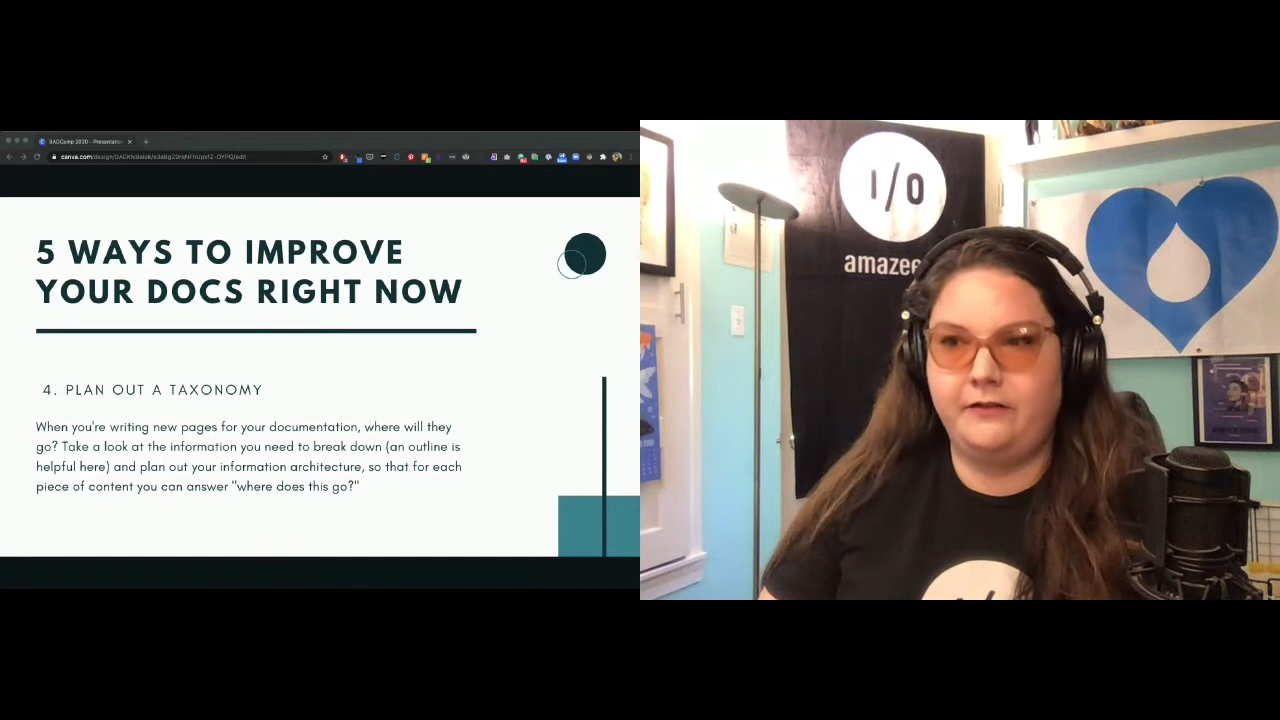 BADCamp 2020 - Presentation
5 WAYS TO IMPROVE
YOUR DOCS RIGHT NOW
4. PLAN OUT A TAXONOMY
When you're writing new pages for your documentation, where will they
go? Take a look at the information you need to break down (an outline is
helpful here) and plan out your information architecture, so that for each
piece of content you can answer "where does this go?"
I/O
amazee